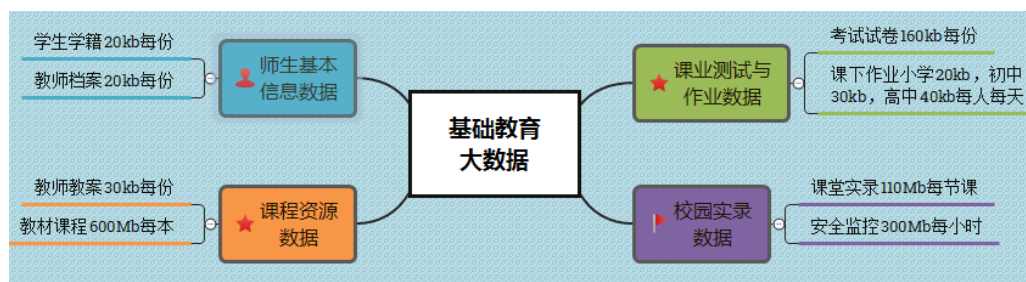 学生学籍20kb每份
教师档案20kb每份
师生基本
信息数据
基础教育
大数据
课业测试与
作业数据
考试试卷160kb每份
课下作业小学20kb，初中
30kb，高中40kb每人每天
教师教案30kb每份
教材课程600Mb每本
课程资源
数据
校园实录
数据
课堂实录110Mb每节课
安全监控300Mb每小时